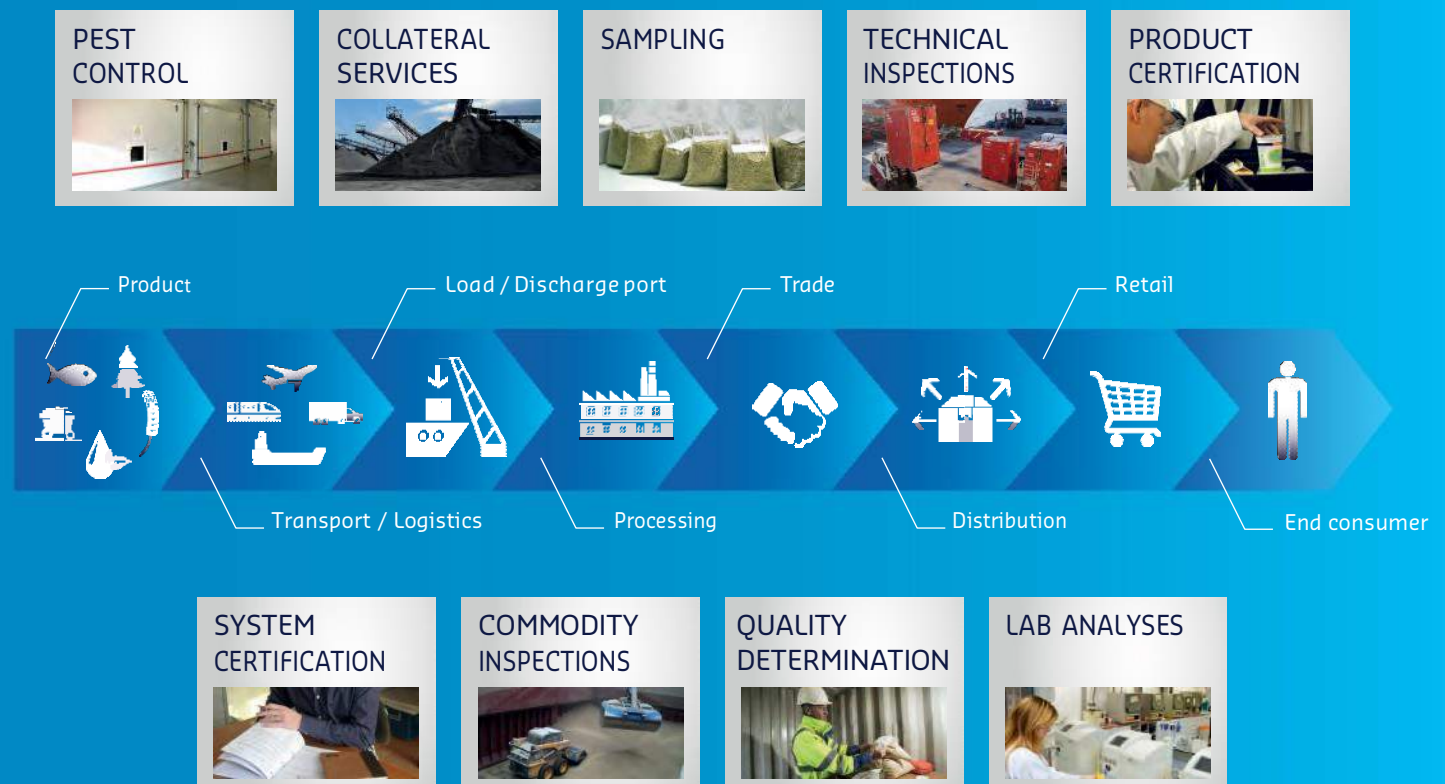 PEST
CONTROL
COLLATERAL
SERVICES
SAMPLING
TECHNICAL
INSPECTIONS
PRODUCT
CERTIFICATION
Product
Load / Discharge port
Trade
Retail
Transport / Logistics
Processing
Distribution
End consumer
SYSTEM
CERTIFICATION
COMMODITY
INSPECTIONS
QUALITY
DETERMINATION
LAB ANALYSES